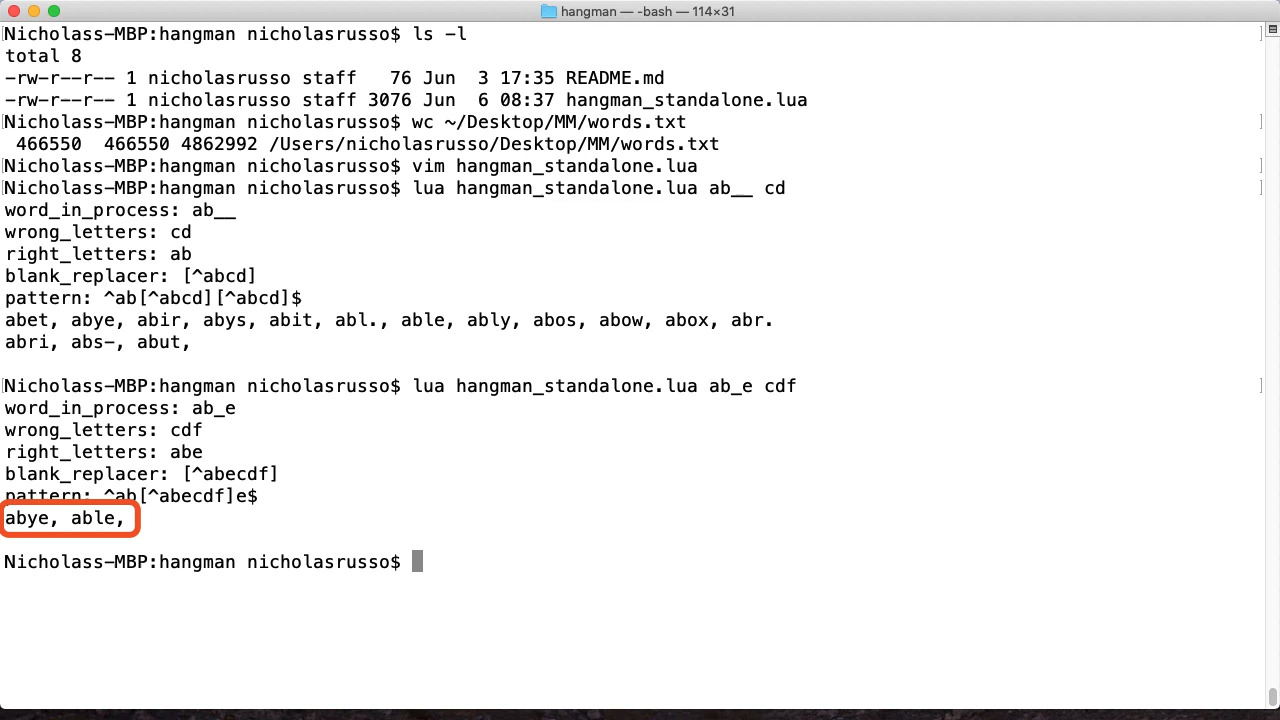 hangman — -bash — 114×31
Nicholass-MBP:hangman nicholasrusso$ ls -l
total 8
-rw-r--r-- 1 nicholasrusso staff   76 Jun  3 17:35 README.md
-rw-r--r-- 1 nicholasrusso staff 3076 Jun  6 08:37 hangman_standalone.lua
Nicholass-MBP:hangman nicholasrusso$ wc ~/Desktop/MM/words.txt
 466550  466550 4862992 /Users/nicholasrusso/Desktop/MM/words.txt
Nicholass-MBP:hangman nicholasrusso$ vim hangman_standalone.lua
Nicholass-MBP:hangman nicholasrusso$ lua hangman_standalone.lua ab__ cd
word_in_process: ab__
wrong_letters: cd
right_letters: ab
blank_replacer: [^abcd]
pattern: ^ab[^abcd][^abcd]$
abet, abye, abir, abys, abit, abl., able, ably, abos, abow, abox, abr.
abri, abs-, abut,
Nicholass-MBP:hangman nicholasrusso$ lua hangman_standalone.lua ab_e cdf
word_in_process: ab_e
wrong_letters: cdf
right_letters: abe
blank_replacer: [^abecdf]
pattern: ^ab[^abecdf]e$
abye, able,
Nicholass-MBP:hangman nicholasrusso$